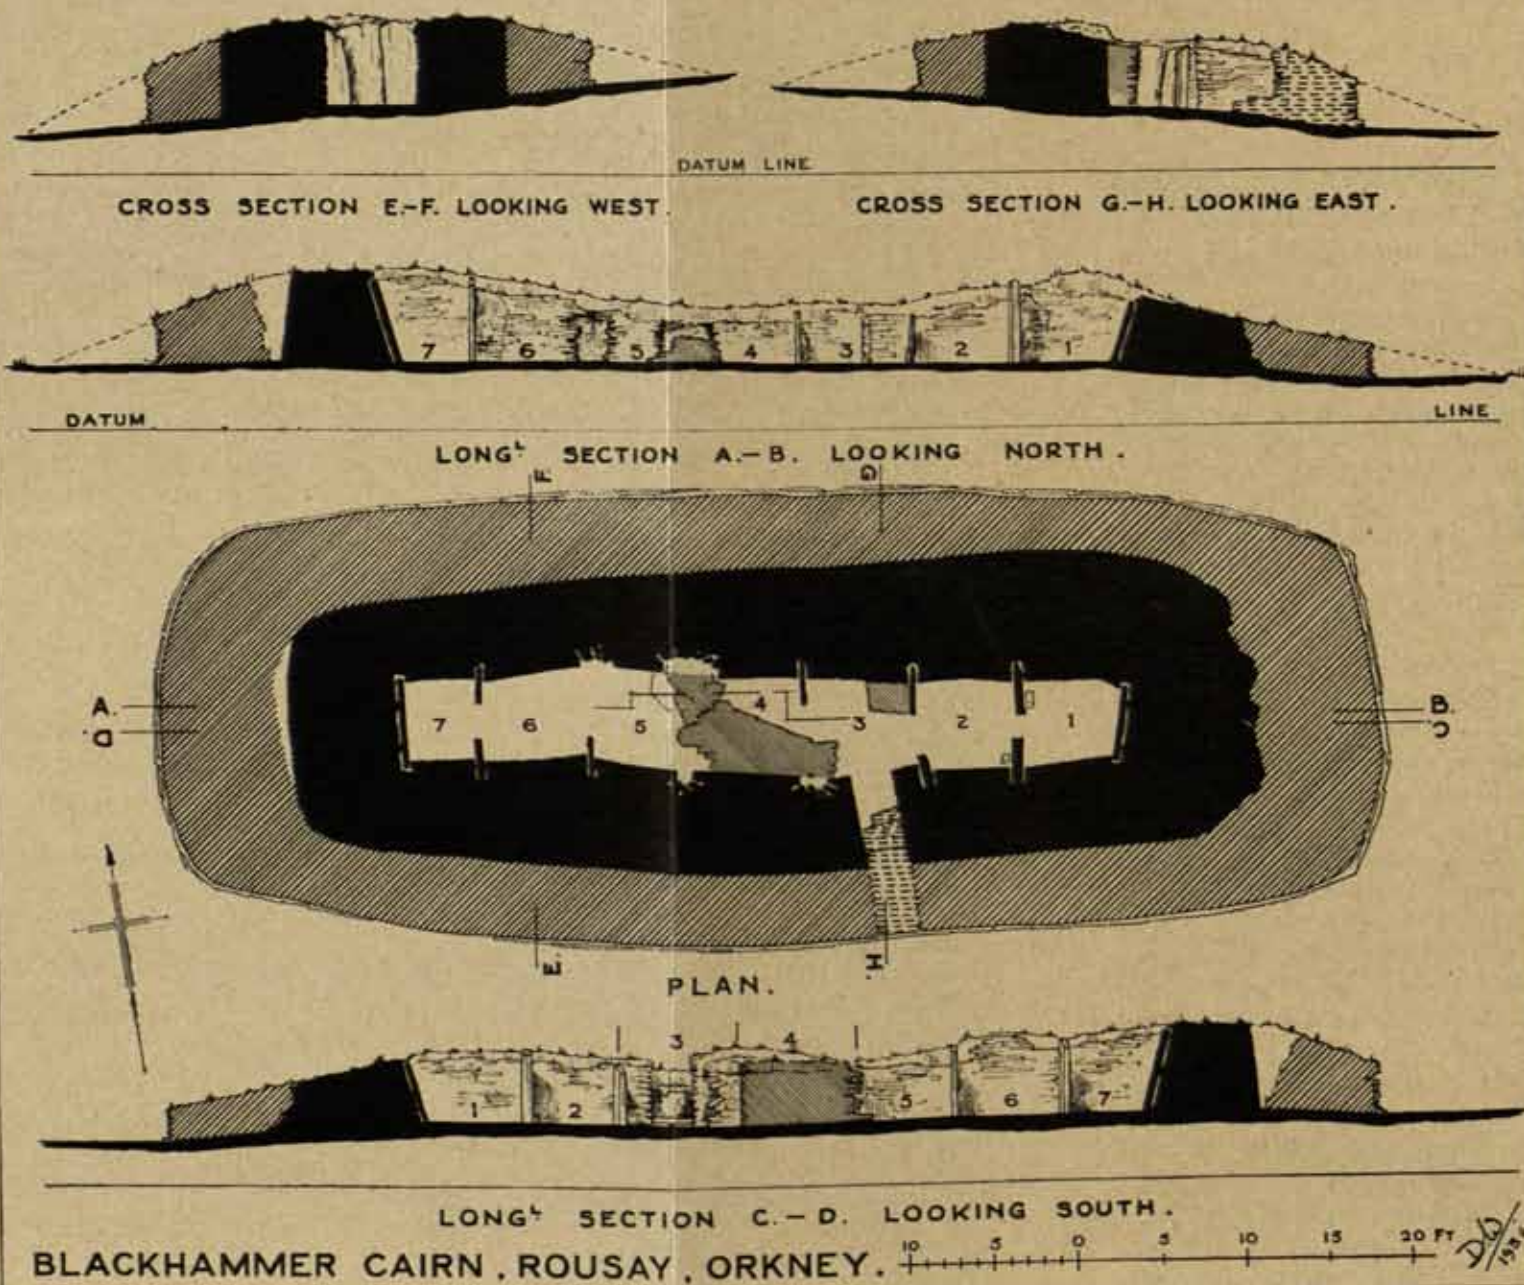 DATUM LINE
CROSS SECTION E.-F. LOOKING WEST.
CROSS SECTION G.-H. LOOKING EAST.
7 6 5 4 3 2 1
DATUM LINE
LONGᴸ SECTION A.-B. LOOKING NORTH.
F. G
A. B.
D. C
7 6 5 4 3 2 1
E. H.
PLAN.
3 4
1 2 5 6 7
LONGᴸ SECTION C.-D. LOOKING SOUTH.
BLACKHAMMER CAIRN, ROUSAY, ORKNEY.
10 5 0 5 10 15 20 FT